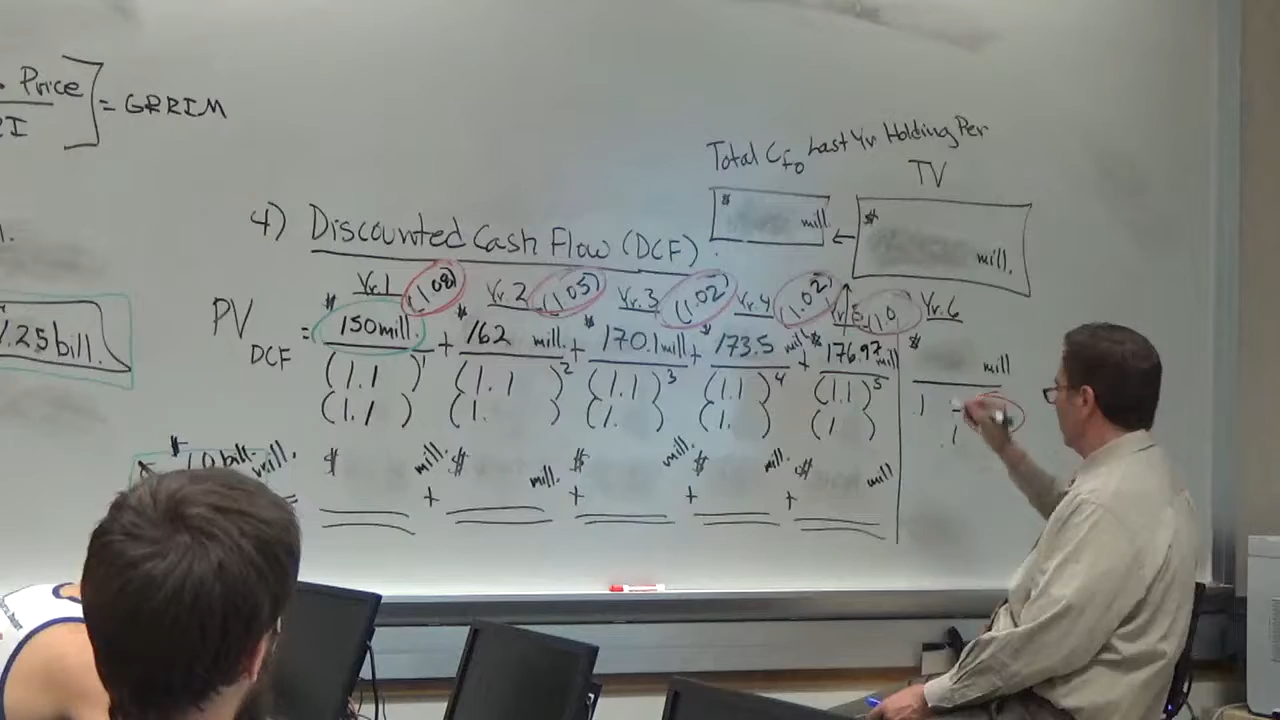 Price
= GRRIM
RI
Total CFo Last Yr Holding Per
TV
$ mill.
$ mill.
4) Discounted Cash Flow (DCF)
Yr. 1 (1.08) Yr. 2 (1.05) Yr. 3 (1.02) Yr. 4 (1.02) Yr. 5 (1.0 Yr. 6
PV DCF = $ 150 mill. + $ 162 mill. + $ 170.1 mill + $ 173.5 mill + $ 176.97 mill $ mill
(1.1 )1 (1.1 )2 (1.1 )3 (1.1 )4 (1.1 )5 .1 -
(1.1 ) (1. ) (1. ) (1. ) (1 ) .1
.25 bill.
$ 10 bill.
= $ mill. + $ mill. + $ mill. + $ mill. + $ mill.